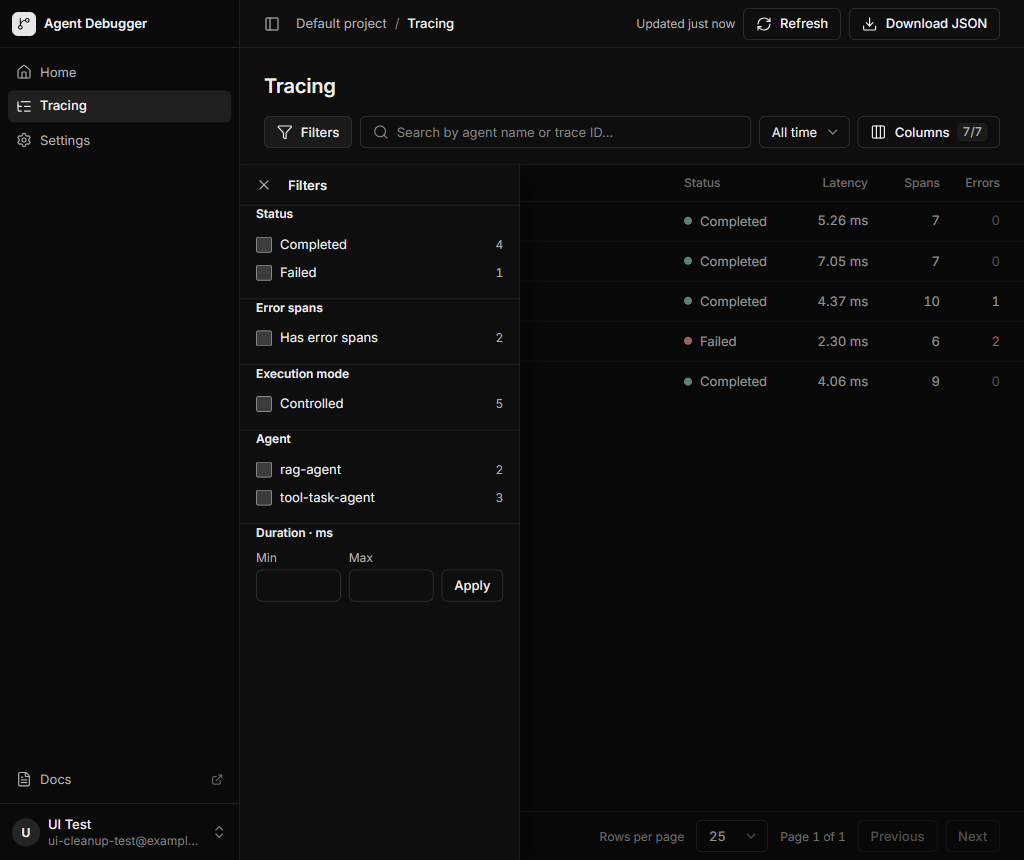 Agent Debugger
Home
Tracing
Settings
Docs
U
UI Test
ui-cleanup-test@exampl...
Default project / Tracing
Updated just now
Refresh
Download JSON
Tracing
Filters
Search by agent name or trace ID...
All time
Columns 7/7
Filters
Status
Completed 4
Failed 1
Error spans
Has error spans 2
Execution mode
Controlled 5
Agent
rag-agent 2
tool-task-agent 3
Duration · ms
Min Max
Apply
Status Latency Spans Errors
Completed 5.26 ms 7 0
Completed 7.05 ms 7 0
Completed 4.37 ms 10 1
Failed 2.30 ms 6 2
Completed 4.06 ms 9 0
Rows per page 25 Page 1 of 1 Previous Next